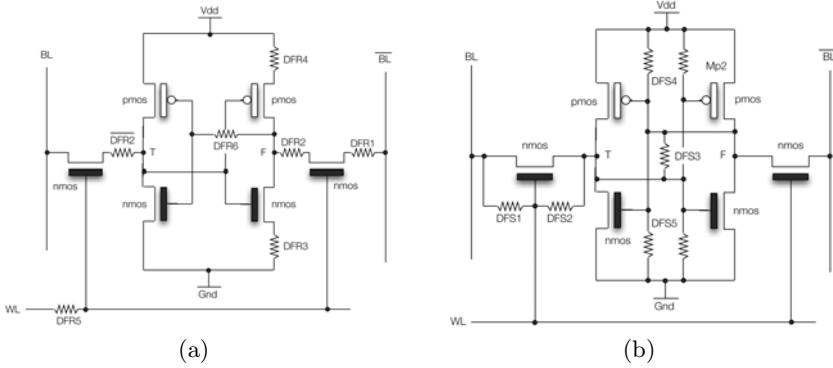 Vdd
BL
DFR4
BL
pmos
pmos
DFR6
DFR2
T
F
DFR2
DFR1
nmos
nmos
nmos
nmos
DFR3
Gnd
WL
DFR5
(a)
Vdd
BL
BL
DFS4
Mp2
pmos
pmos
nmos
nmos
T
DFS3
F
DFS1
DFS2
DFS5
nmos
nmos
Gnd
WL
(b)